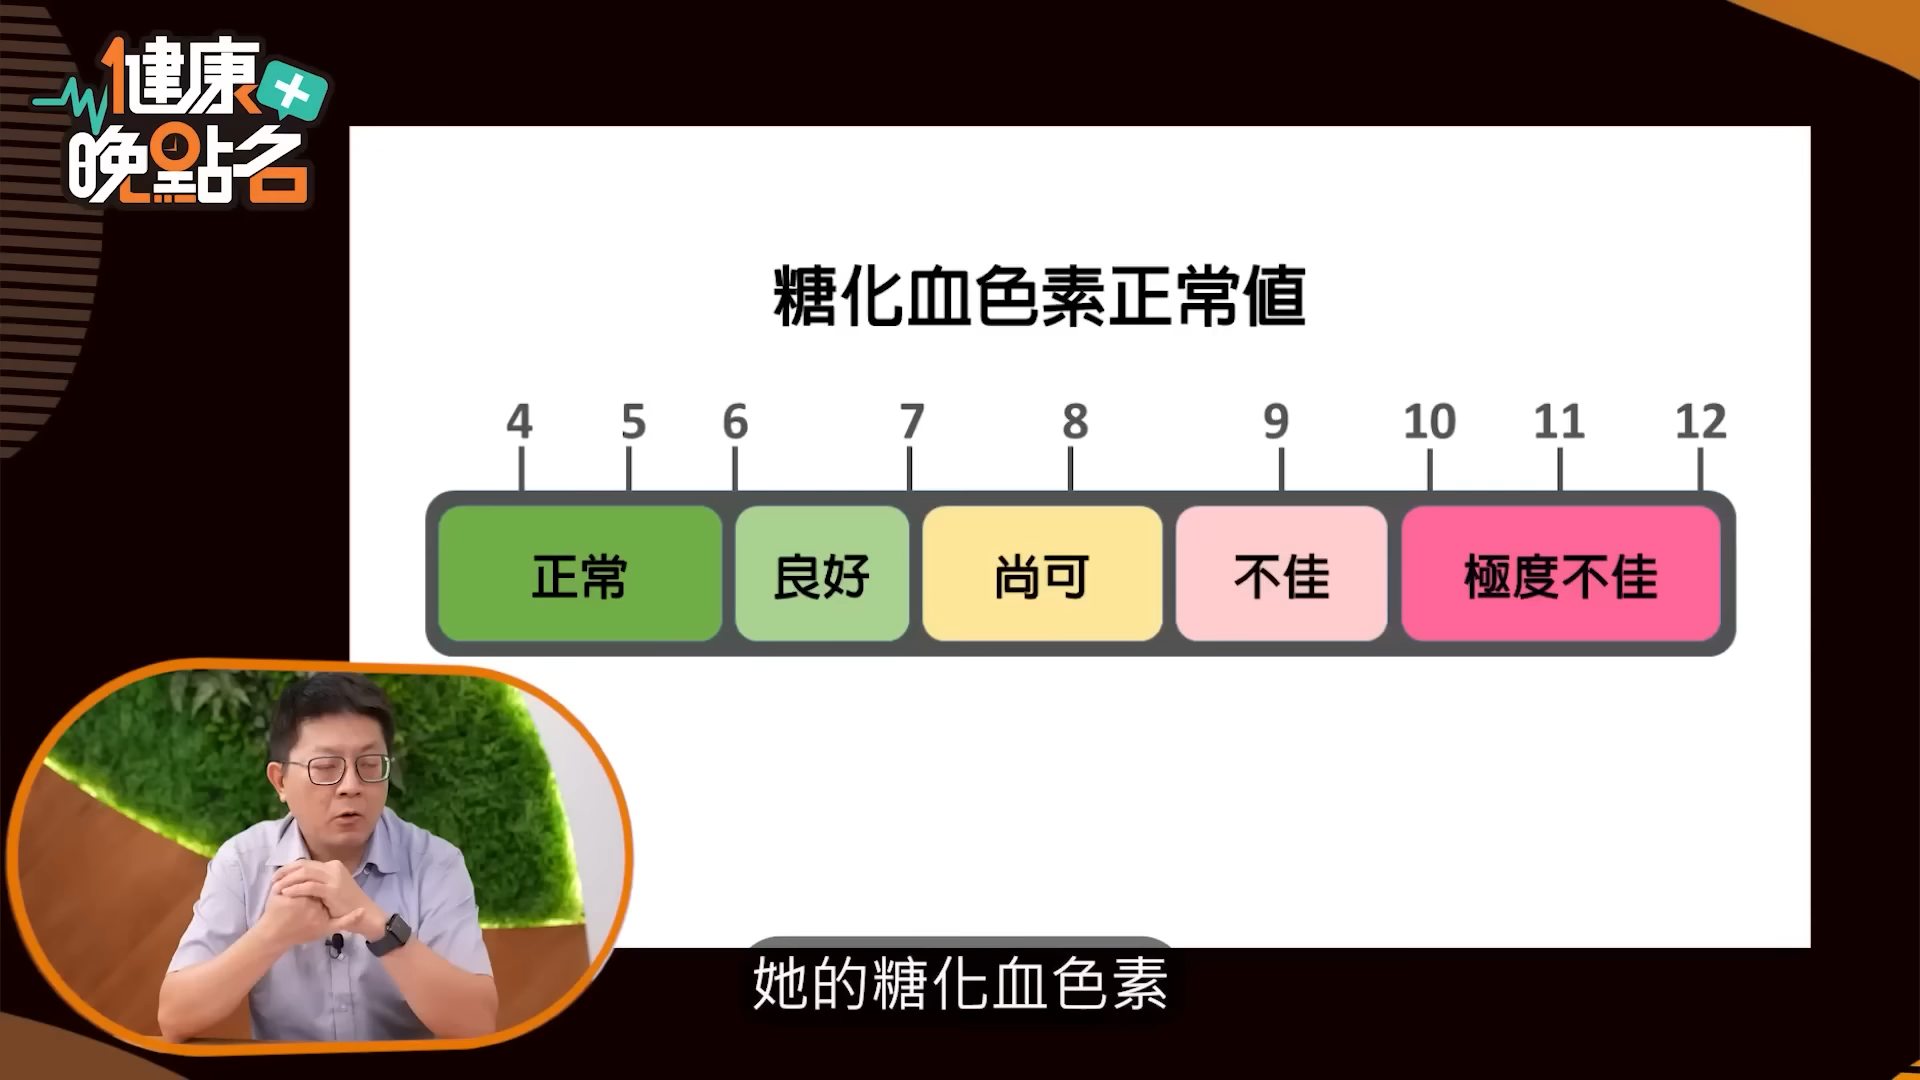 健康
晚點名
糖化血色素正常值
4 5 6 7 8 9 10 11 12
正常 良好 尚可 不佳 極度不佳
她的糖化血色素